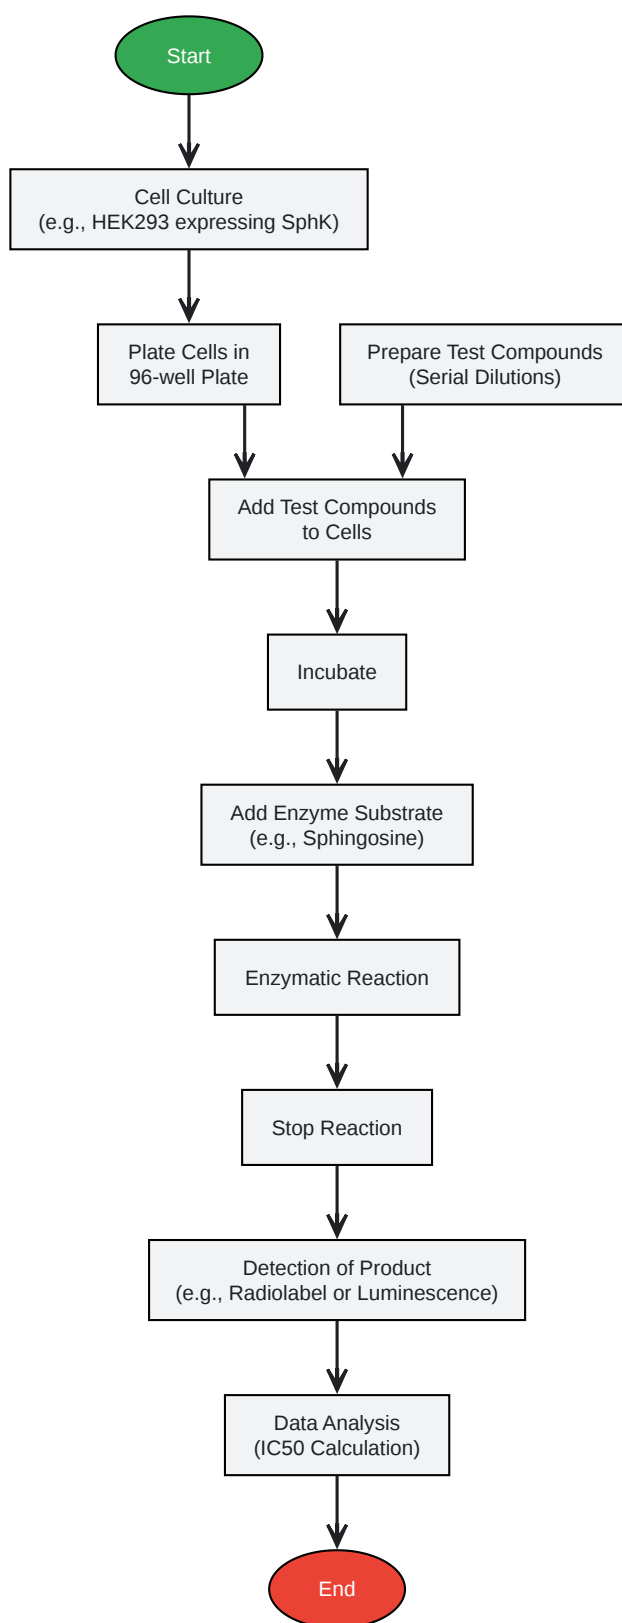 Start
Cell Culture
(e.g., HEK293 expressing SphK)
Plate Cells in
96-well Plate
Prepare Test Compounds
(Serial Dilutions)
Add Test Compounds
to Cells
Incubate
Add Enzyme Substrate
(e.g., Sphingosine)
Enzymatic Reaction
Stop Reaction
Detection of Product
(e.g., Radiolabel or Luminescence)
Data Analysis
(IC50 Calculation)
End